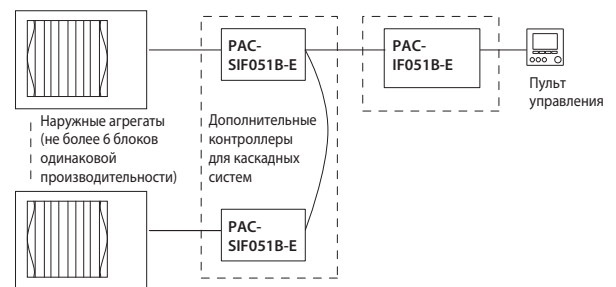 PAC-
SIF051B-E
PAC-
IF051B-E
Пульт
управления
Наружные агрегаты
(не более 6 блоков
одинаковой
производительности)
Дополнительные
контроллеры
для каскадных
систем
PAC-
SIF051B-E